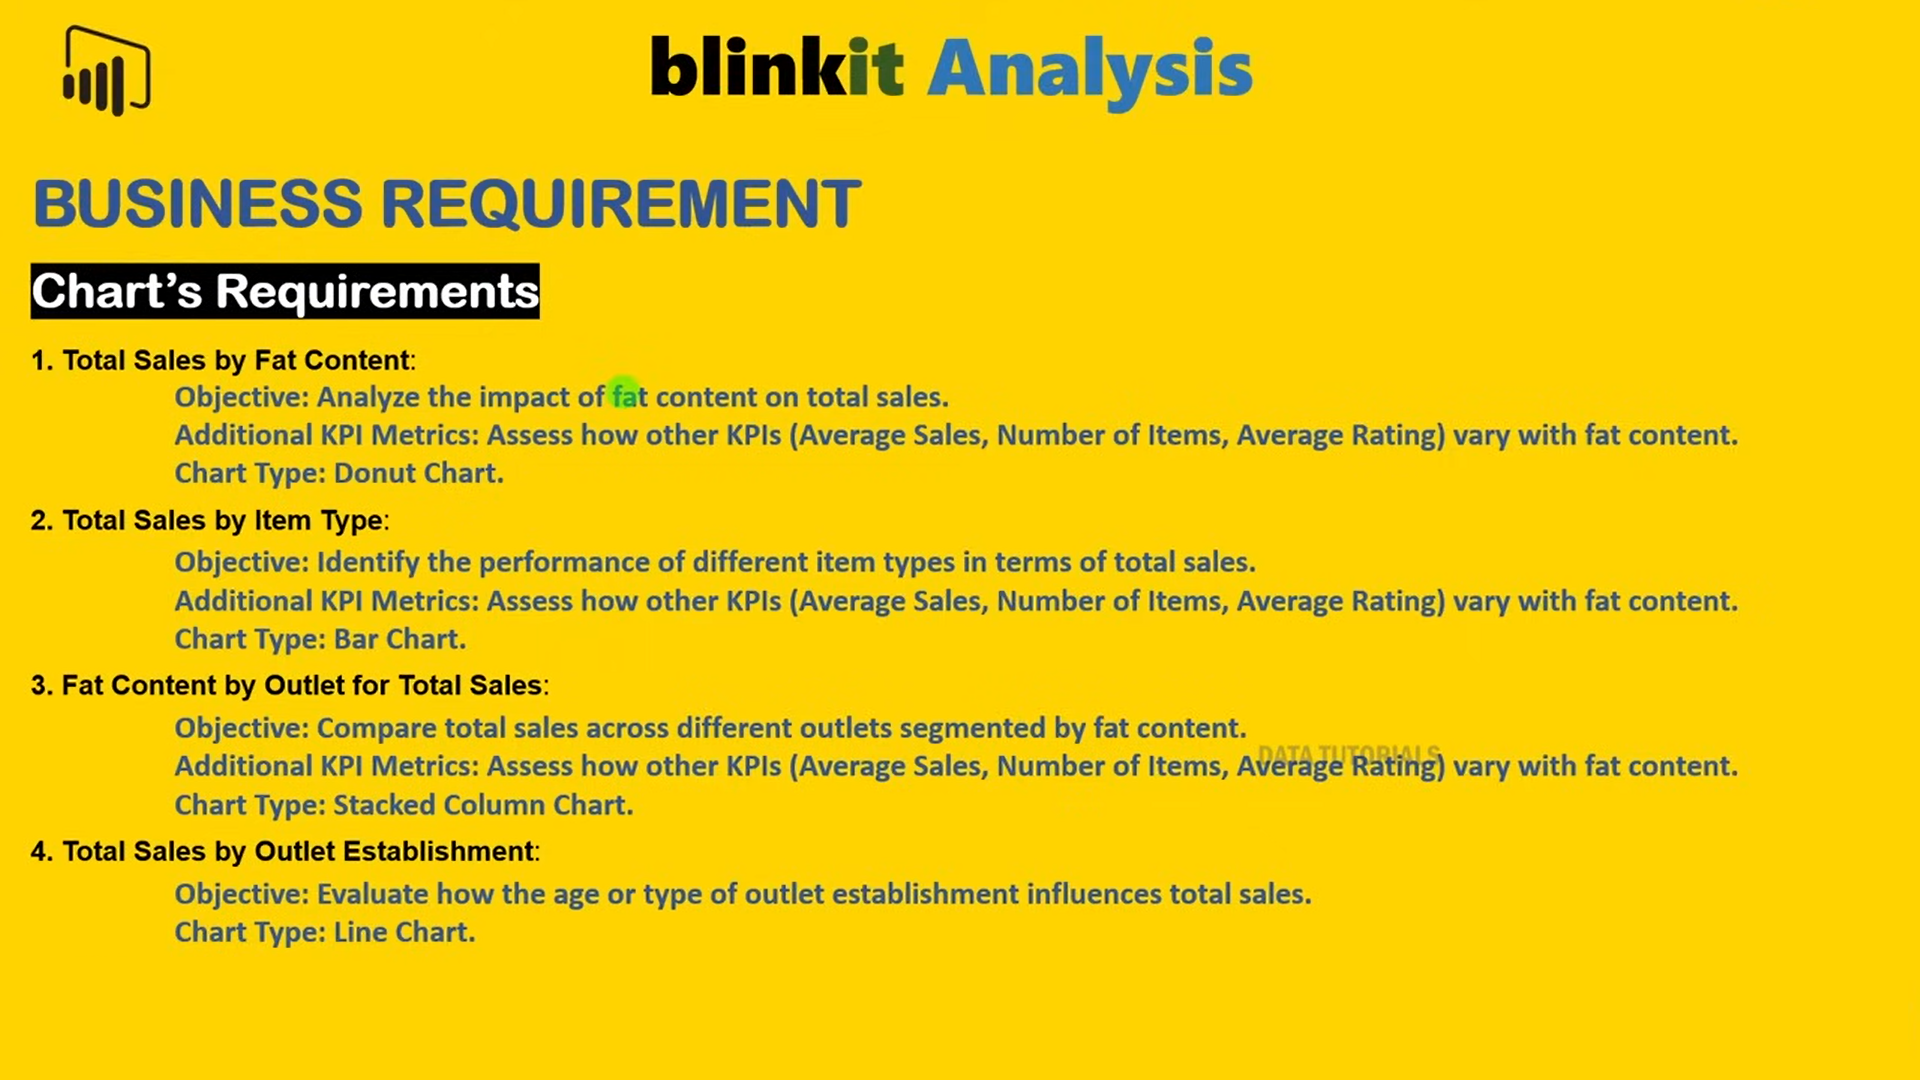 blinkit Analysis
BUSINESS REQUIREMENT
Chart’s Requirements
1. Total Sales by Fat Content:
Objective: Analyze the impact of fat content on total sales.
Additional KPI Metrics: Assess how other KPIs (Average Sales, Number of Items, Average Rating) vary with fat content.
Chart Type: Donut Chart.
2. Total Sales by Item Type:
Objective: Identify the performance of different item types in terms of total sales.
Additional KPI Metrics: Assess how other KPIs (Average Sales, Number of Items, Average Rating) vary with fat content.
Chart Type: Bar Chart.
3. Fat Content by Outlet for Total Sales:
Objective: Compare total sales across different outlets segmented by fat content.
DATA TUTORIALS
Additional KPI Metrics: Assess how other KPIs (Average Sales, Number of Items, Average Rating) vary with fat content.
Chart Type: Stacked Column Chart.
4. Total Sales by Outlet Establishment:
Objective: Evaluate how the age or type of outlet establishment influences total sales.
Chart Type: Line Chart.